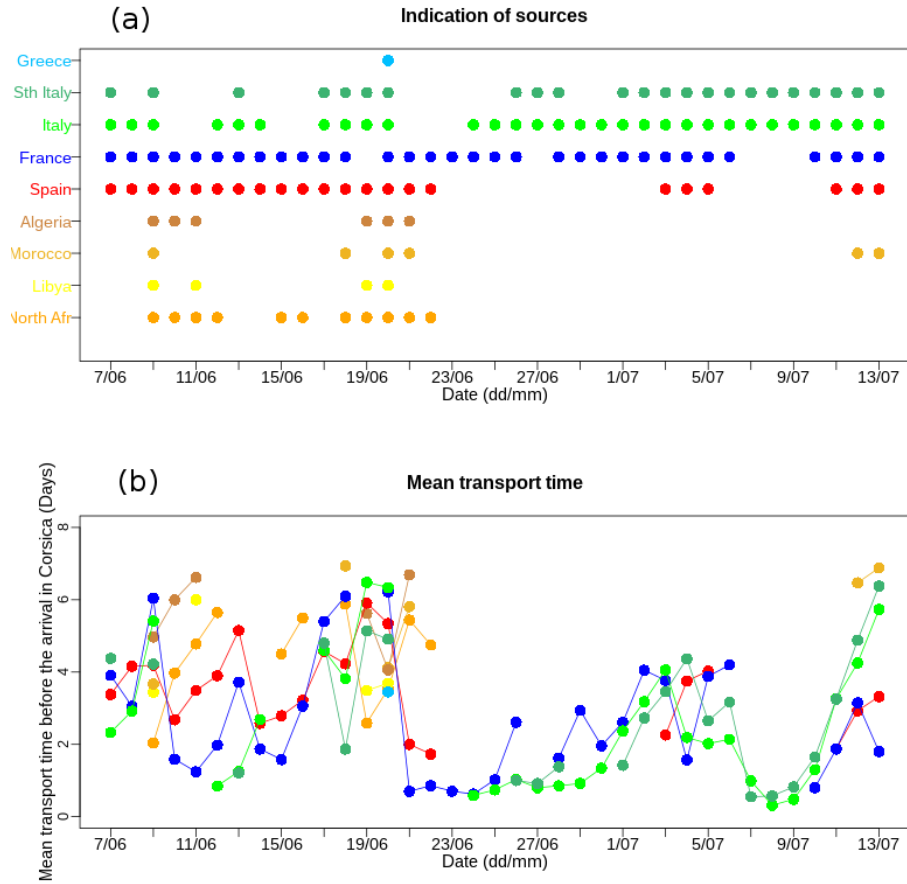 (a)
Indication of sources
Greece
Sth Italy
Italy
France
Spain
Algeria
Morocco
Libya
North Afr
7/06 11/06 15/06 19/06 23/06 27/06 1/07 5/07 9/07 13/07
Date (dd/mm)
(b)
Mean transport time
Mean transport time before the arrival in Corsica (Days)
8
6
4
2
0
7/06 11/06 15/06 19/06 23/06 27/06 1/07 5/07 9/07 13/07
Date (dd/mm)